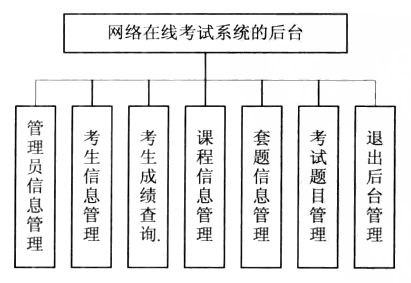 网络在线考试系统的后台
管理员信息管理
考生信息管理
考生成绩查询.
课程信息管理
套题信息管理
考试题目管理
退出后台管理